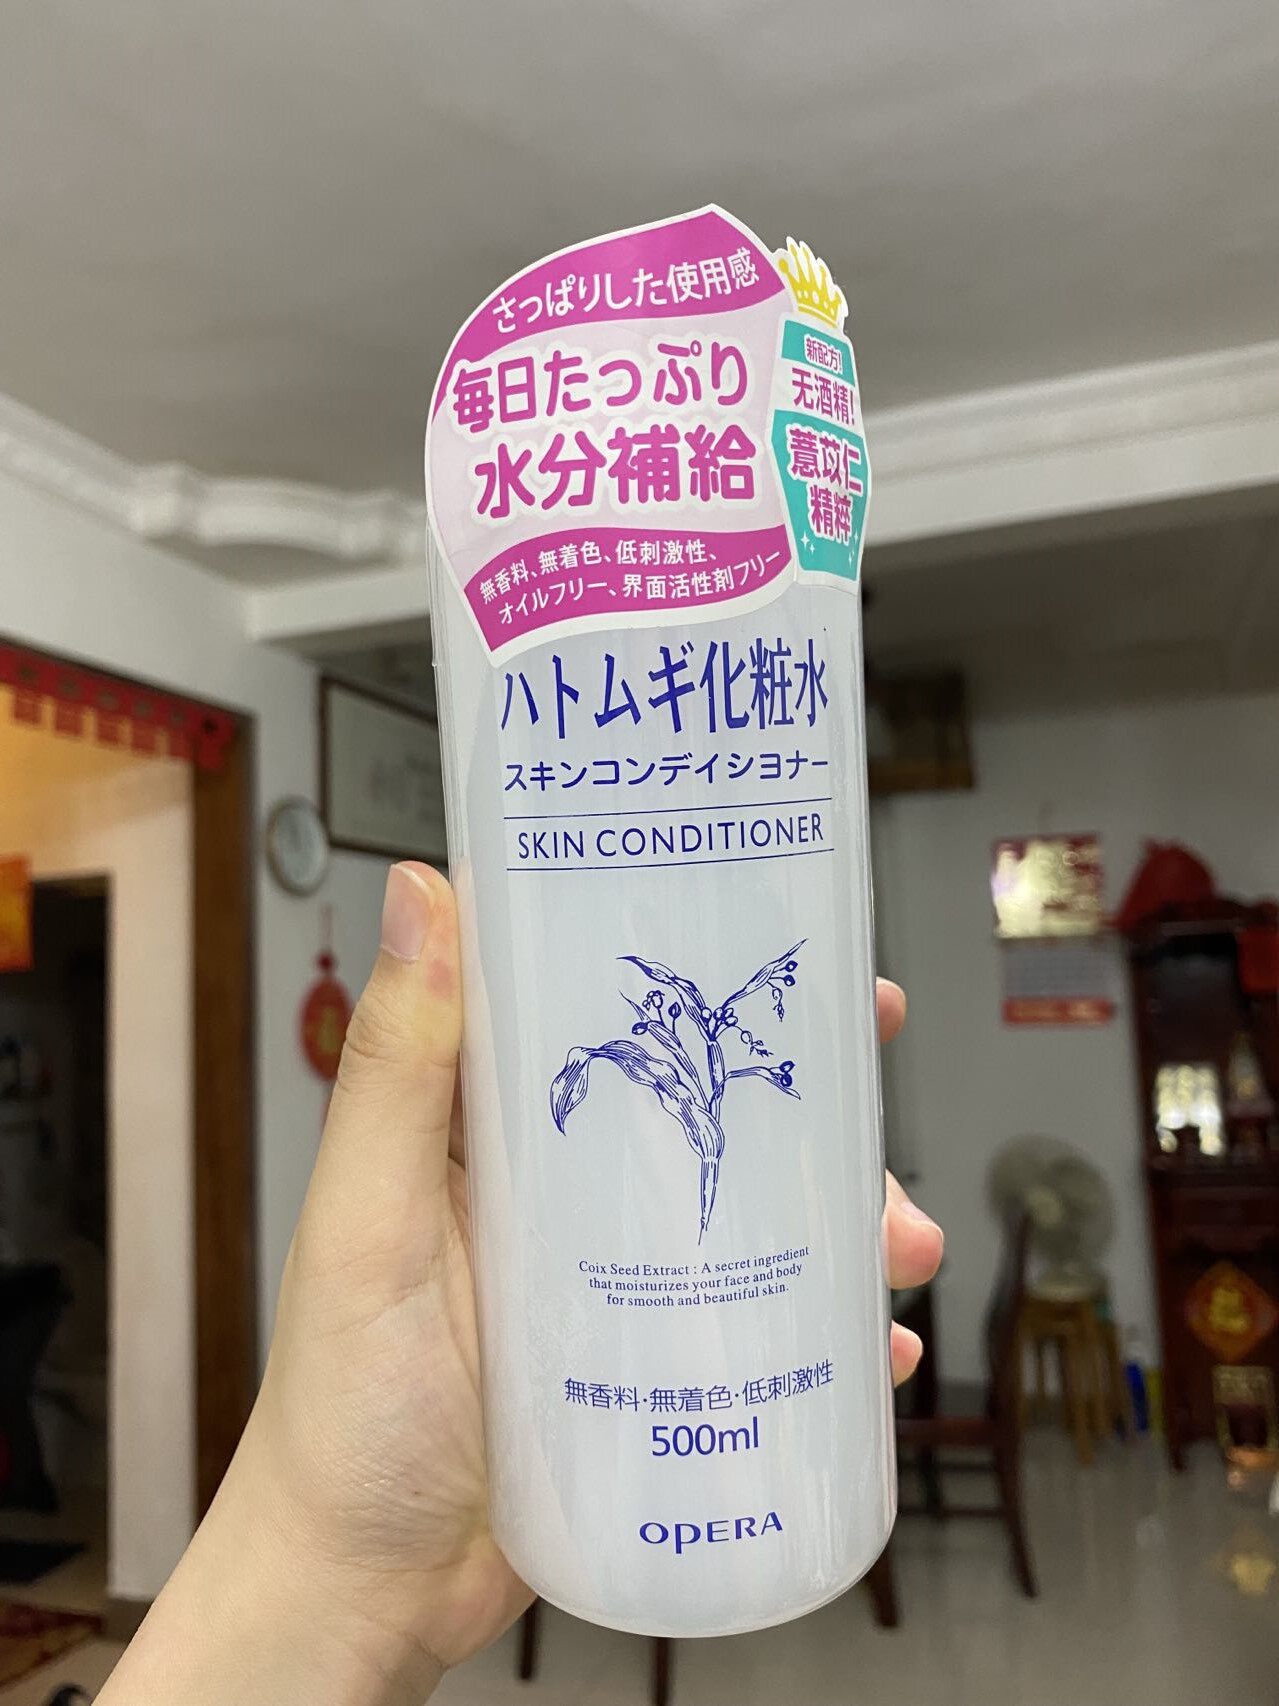 さっぱりした使用感
毎日たっぷり
水分補給
無香料、無着色、低刺激性、
オイルフリー、界面活性剤フリー
新配方!
无酒精!
薏苡仁
精粹
ハトムギ化粧水
スキンコンデイシヨナー
SKIN CONDITIONER
Coix Seed Extract : A secret ingredient
that moisturizes your face and body
for smooth and beautiful skin.
無香料·無着色·低刺激性
500ml
OPERA